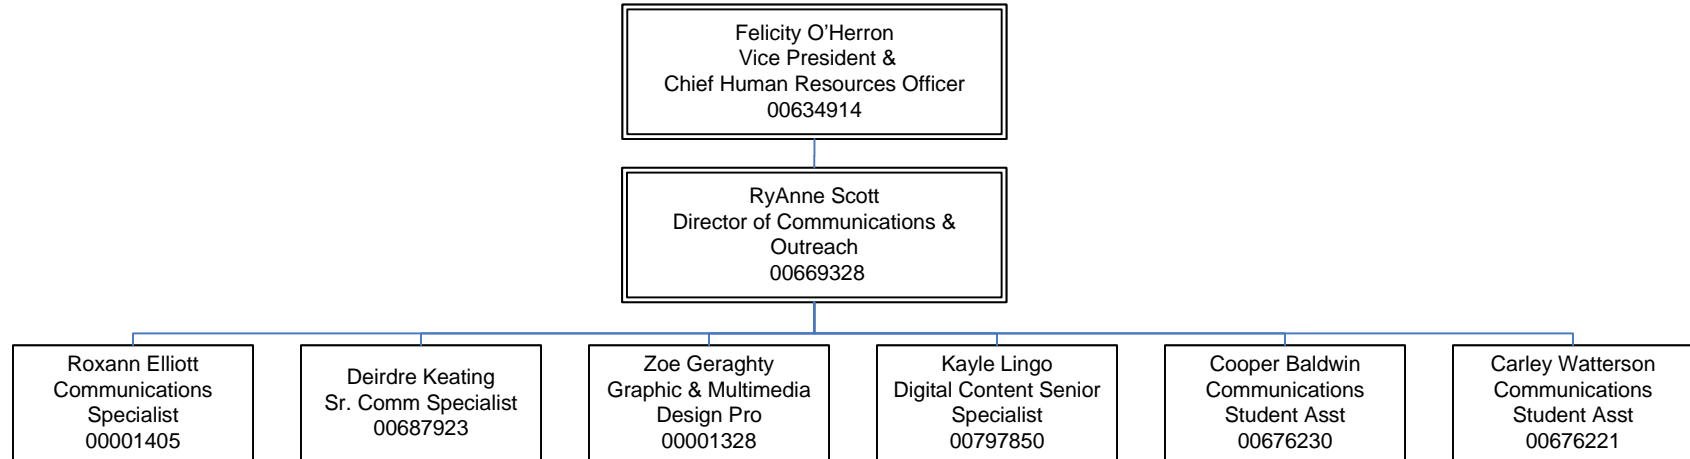 Felicity O’Herron
Vice President &
Chief Human Resources Officer
00634914
RyAnne Scott
Director of Communications &
Outreach
00669328
Roxann Elliott
Communications
Specialist
00001405
Deirdre Keating
Sr. Comm Specialist
00687923
Zoe Geraghty
Graphic & Multimedia
Design Pro
00001328
Kayle Lingo
Digital Content Senior
Specialist
00797850
Cooper Baldwin
Communications
Student Asst
00676230
Carley Watterson
Communications
Student Asst
00676221